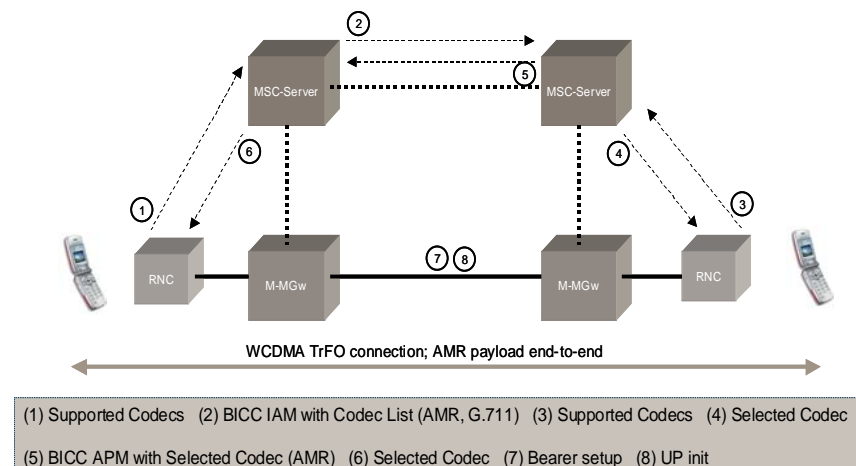 2
MSC-Server
MSC-Server
5
6
4
1
3
RNC
M-MGw
7 8
M-MGw
RNC
WCDMA TrFO connection; AMR payload end-to-end
(1) Supported Codecs (2) BICC IAM with Codec List (AMR, G.711) (3) Supported Codecs (4) Selected Codec
(5) BICC APM with Selected Codec (AMR) (6) Selected Codec (7) Bearer setup (8) UP init